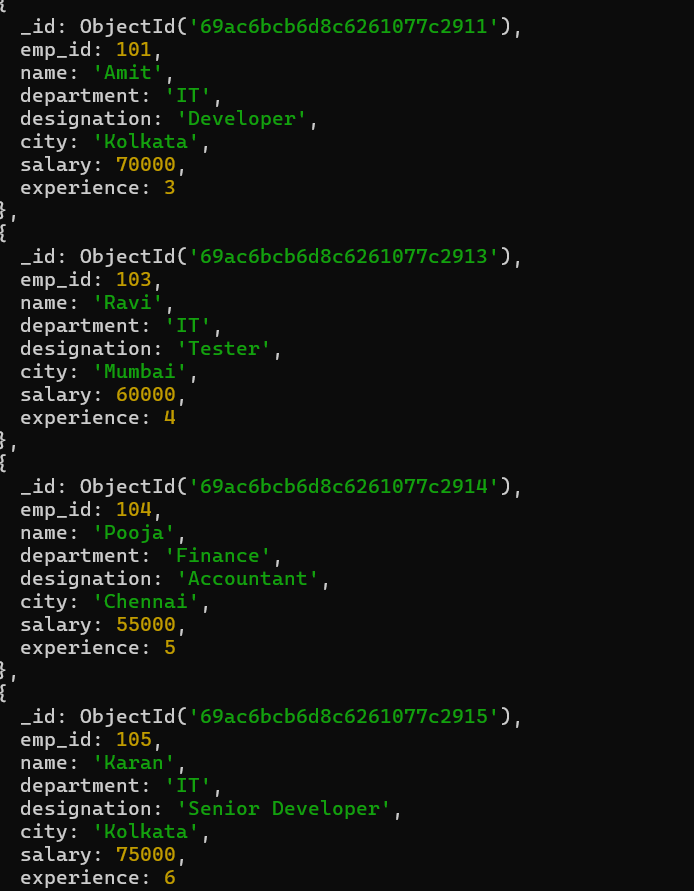 {
_id: ObjectId('69ac6bcb6d8c6261077c2911'),
emp_id: 101,
name: 'Amit',
department: 'IT',
designation: 'Developer',
city: 'Kolkata',
salary: 70000,
experience: 3
},
{
_id: ObjectId('69ac6bcb6d8c6261077c2913'),
emp_id: 103,
name: 'Ravi',
department: 'IT',
designation: 'Tester',
city: 'Mumbai',
salary: 60000,
experience: 4
},
{
_id: ObjectId('69ac6bcb6d8c6261077c2914'),
emp_id: 104,
name: 'Pooja',
department: 'Finance',
designation: 'Accountant',
city: 'Chennai',
salary: 55000,
experience: 5
},
{
_id: ObjectId('69ac6bcb6d8c6261077c2915'),
emp_id: 105,
name: 'Karan',
department: 'IT',
designation: 'Senior Developer',
city: 'Kolkata',
salary: 75000,
experience: 6